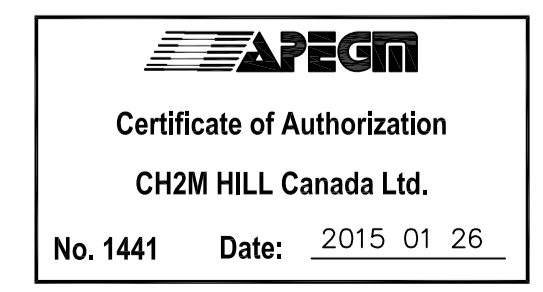 APEGM
Certificate of Authorization
CH2M HILL Canada Ltd.
No. 1441 Date: 2015 01 26